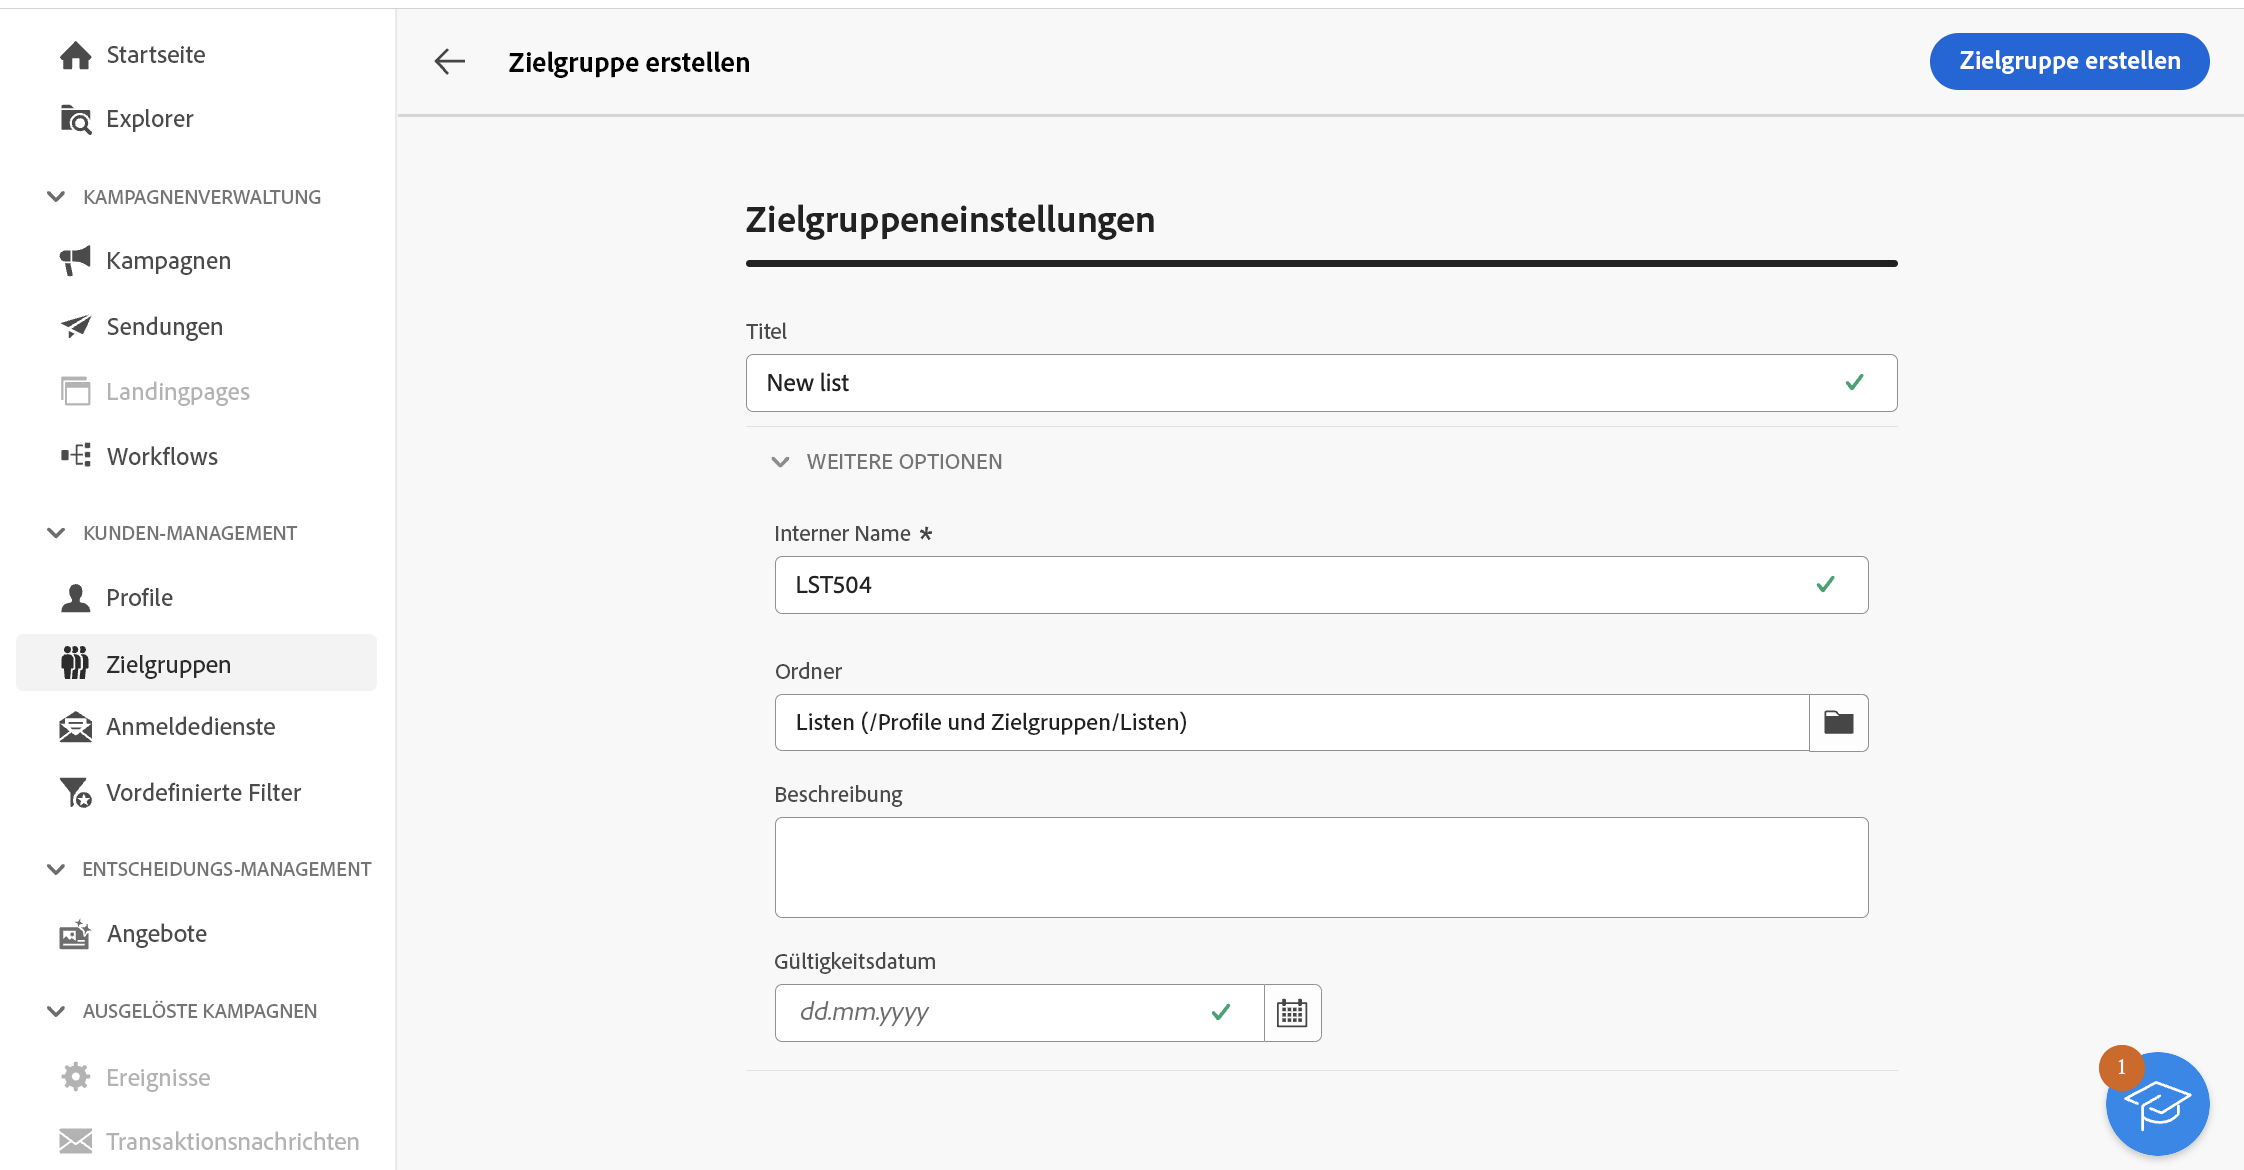 Startseite
Explorer
KAMPAGNENVERWALTUNG
Kampagnen
Sendungen
Landingpages
Workflows
KUNDEN-MANAGEMENT
Profile
Zielgruppen
Anmeldedienste
Vordefinierte Filter
ENTSCHEIDUNGS-MANAGEMENT
Angebote
AUSGELÖSTE KAMPAGNEN
Ereignisse
Transaktionsnachrichten
Zielgruppe erstellen
Zielgruppe erstellen
Zielgruppeneinstellungen
Titel
New list
WEITERE OPTIONEN
Interner Name *
LST504
Ordner
Listen (/Profile und Zielgruppen/Listen)
Beschreibung
Gültigkeitsdatum
dd.mm.yyyy
1